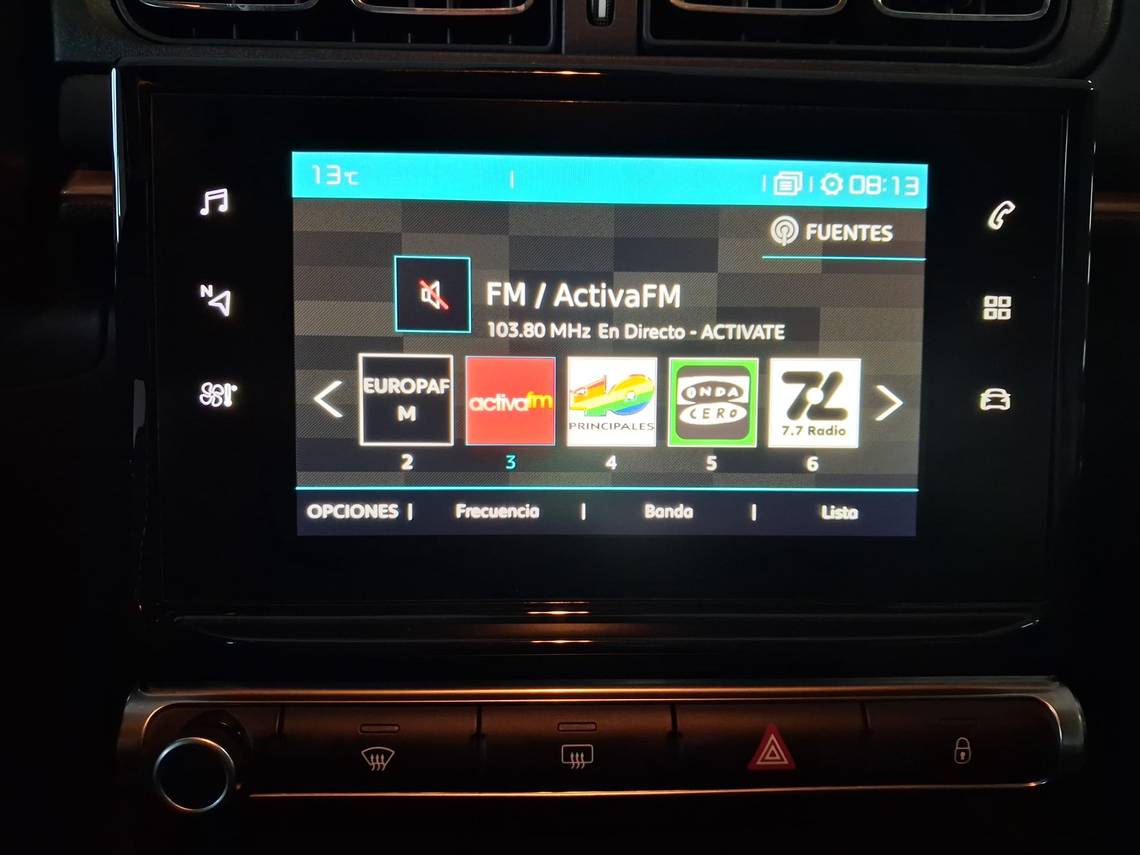 13°C
08:13
FUENTES
FM / ActivaFM
103.80 MHz En Directo - ACTIVATE
N
EUROPAF
M
activafm
40
PRINCIPALES
ONDA
CERO
7.7 Radio
2
3
4
5
6
OPCIONES | Frecuencia | Banda | Lista